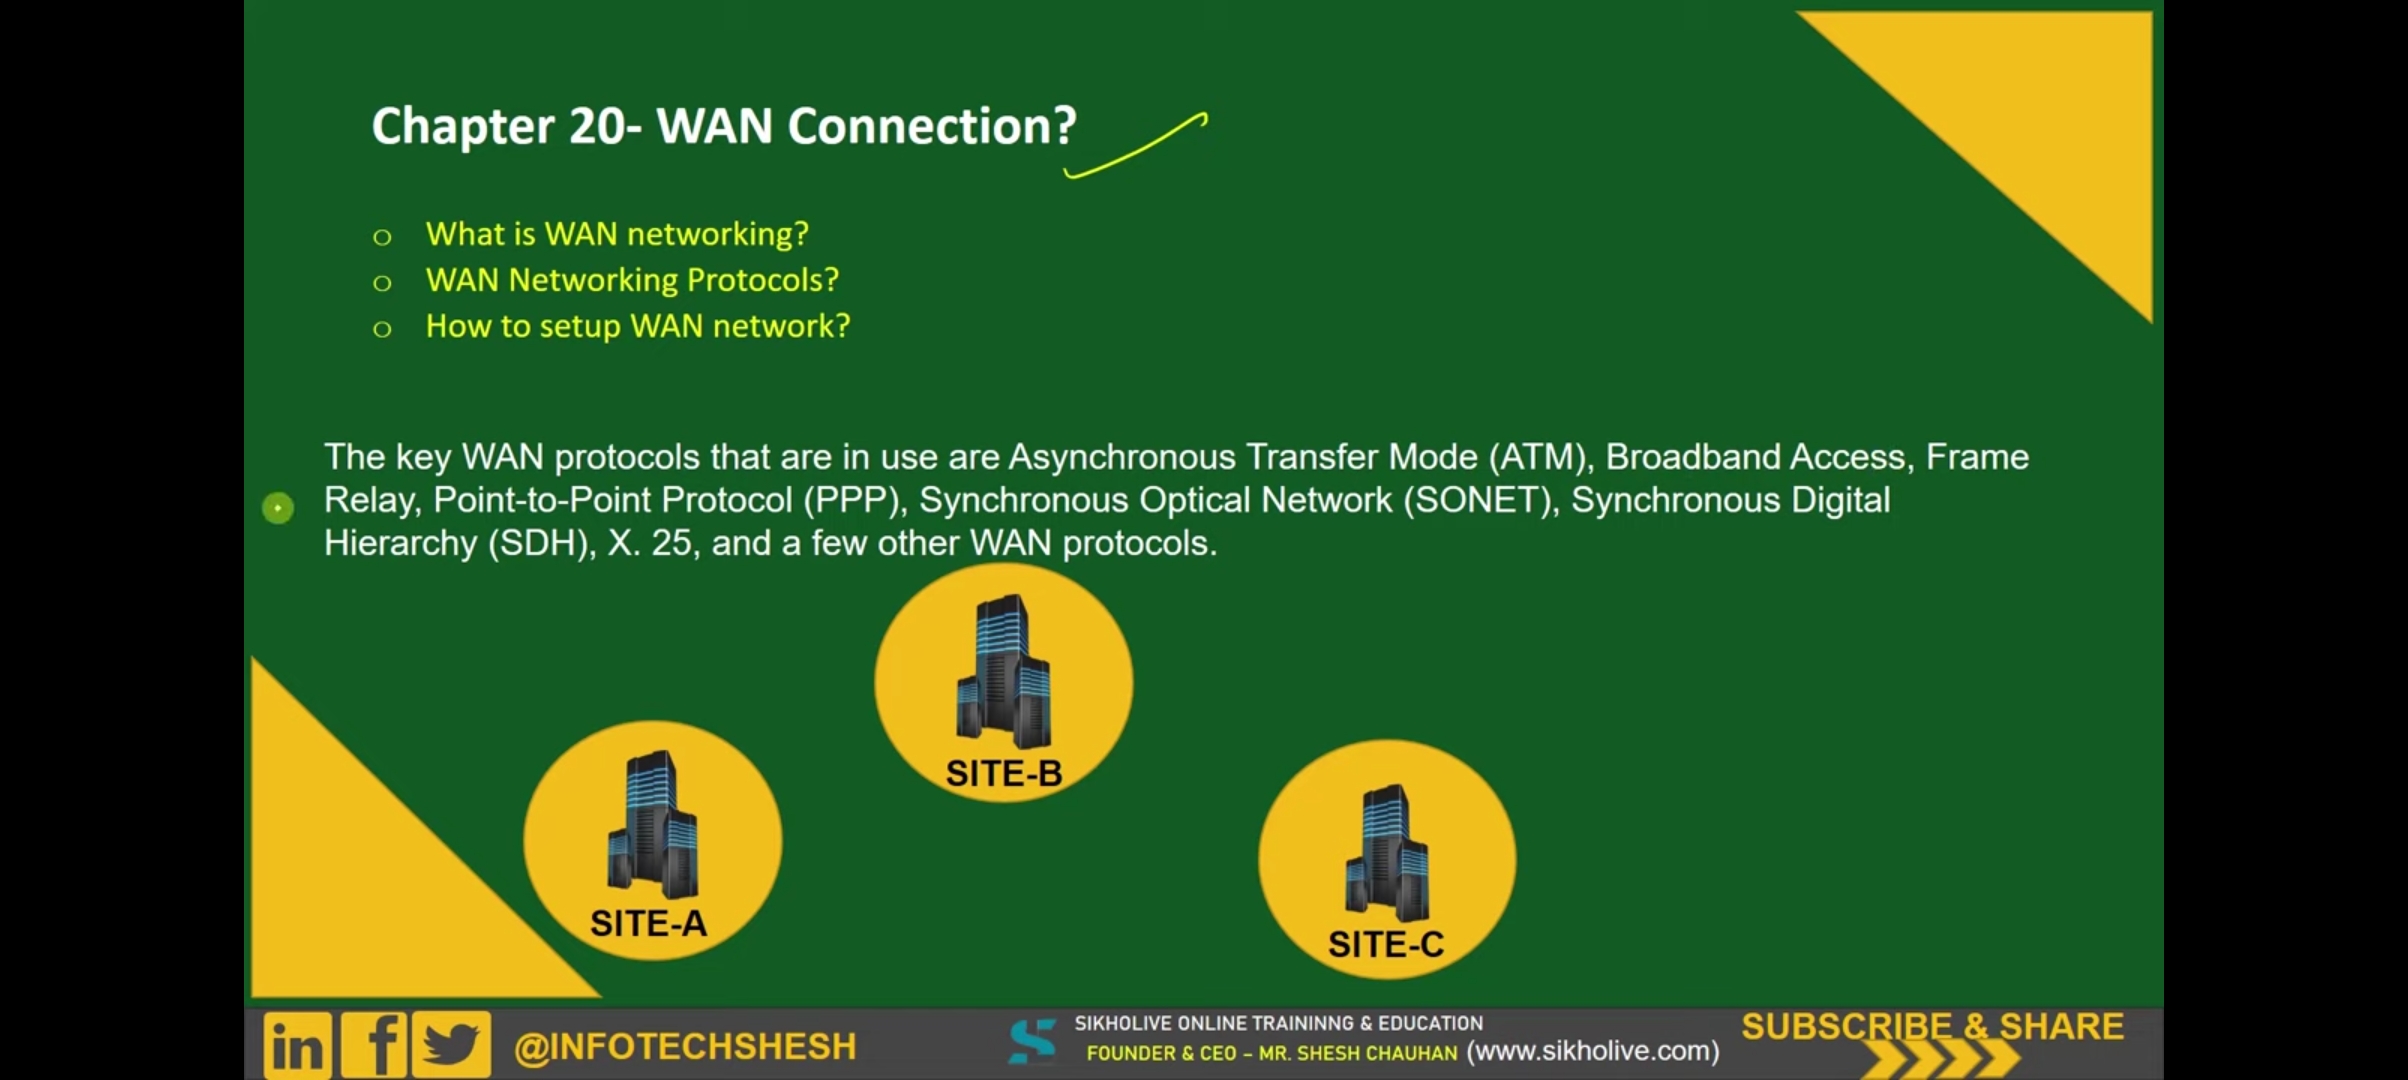 Chapter 20- WAN Connection?
What is WAN networking?
WAN Networking Protocols?
How to setup WAN network?
The key WAN protocols that are in use are Asynchronous Transfer Mode (ATM), Broadband Access, Frame
Relay, Point-to-Point Protocol (PPP), Synchronous Optical Network (SONET), Synchronous Digital
Hierarchy (SDH), X. 25, and a few other WAN protocols.
SITE-B
SITE-A
SITE-C
in f @INFOTECHSHESH
SIKHOLIVE ONLINE TRAININNG & EDUCATION
FOUNDER & CEO – MR. SHESH CHAUHAN (www.sikholive.com)
SUBSCRIBE & SHARE